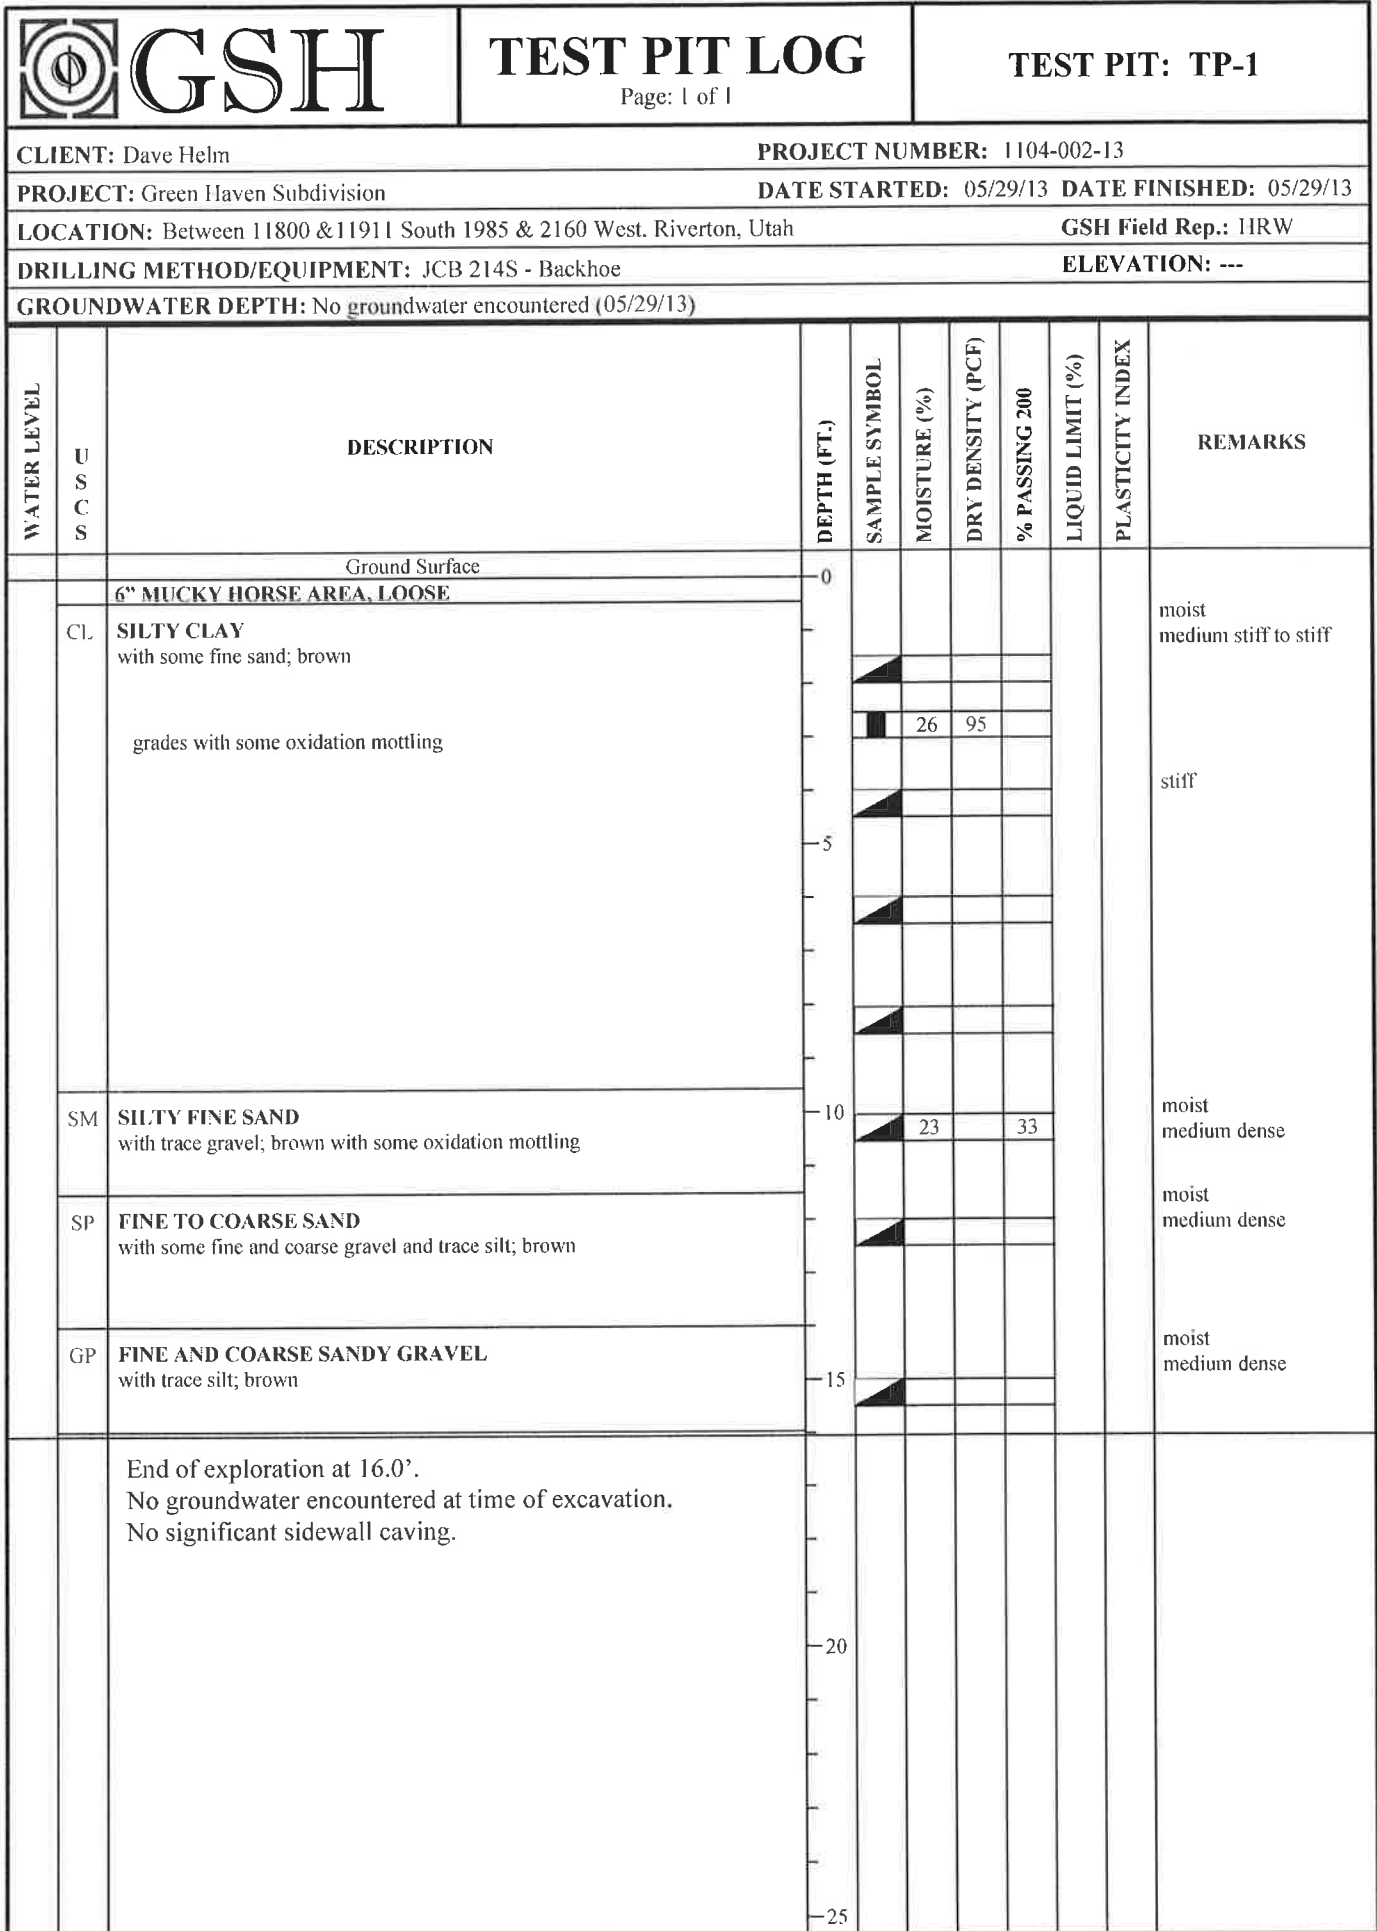 GSH
TEST PIT LOG
Page: 1 of 1
TEST PIT: TP-1
CLIENT: Dave Helm
PROJECT NUMBER: 1104-002-13
PROJECT: Green Haven Subdivision
DATE STARTED: 05/29/13 DATE FINISHED: 05/29/13
LOCATION: Between 11800 &11911 South 1985 & 2160 West. Riverton, Utah
GSH Field Rep.: HRW
DRILLING METHOD/EQUIPMENT: JCB 214S - Backhoe
ELEVATION: ---
GROUNDWATER DEPTH: No groundwater encountered (05/29/13)
WATER LEVEL
U
S
C
S
DESCRIPTION
DEPTH (FT.)
SAMPLE SYMBOL
MOISTURE (%)
DRY DENSITY (PCF)
% PASSING 200
LIQUID LIMIT (%)
PLASTICITY INDEX
REMARKS
Ground Surface
0
6" MUCKY HORSE AREA, LOOSE
moist
CL SILTY CLAY
medium stiff to stiff
with some fine sand; brown
26 95
grades with some oxidation mottling
stiff
5
moist
SM SILTY FINE SAND
10
23 33
medium dense
with trace gravel; brown with some oxidation mottling
moist
SP FINE TO COARSE SAND
medium dense
with some fine and coarse gravel and trace silt; brown
moist
GP FINE AND COARSE SANDY GRAVEL
medium dense
with trace silt; brown
15
End of exploration at 16.0'.
No groundwater encountered at time of excavation.
No significant sidewall caving.
20
25